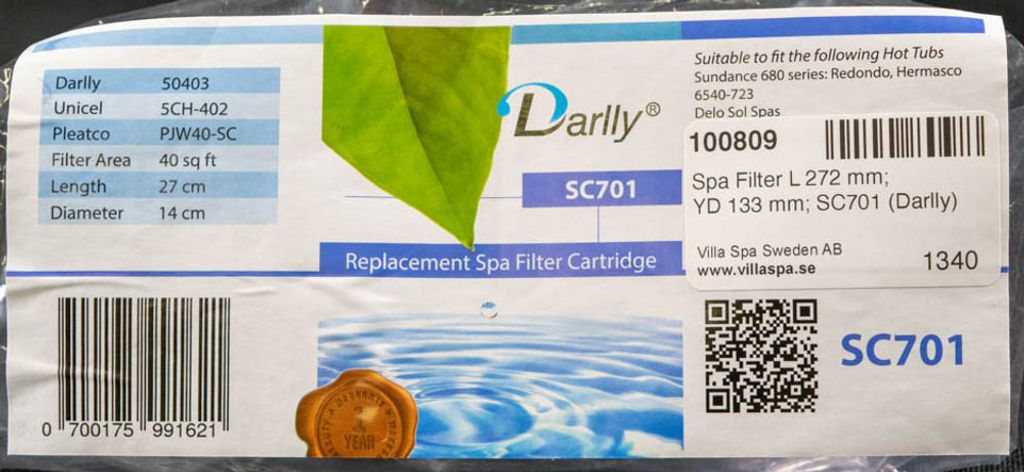 Darlly 50403
Unicel 5CH-402
Pleatco PJW40-SC
Filter Area 40 sq ft
Length 27 cm
Diameter 14 cm
Darlly®
SC701
Replacement Spa Filter Cartridge
Suitable to fit the following Hot Tubs
Sundance 680 series: Redondo, Hermasco
6540-723
Delo Sol Spas
100809
Spa Filter L 272 mm;
YD 133 mm; SC701 (Darlly)
Villa Spa Sweden AB
www.villaspa.se
1340
SC701
0 700175 991621
WARRANTY
YEAR